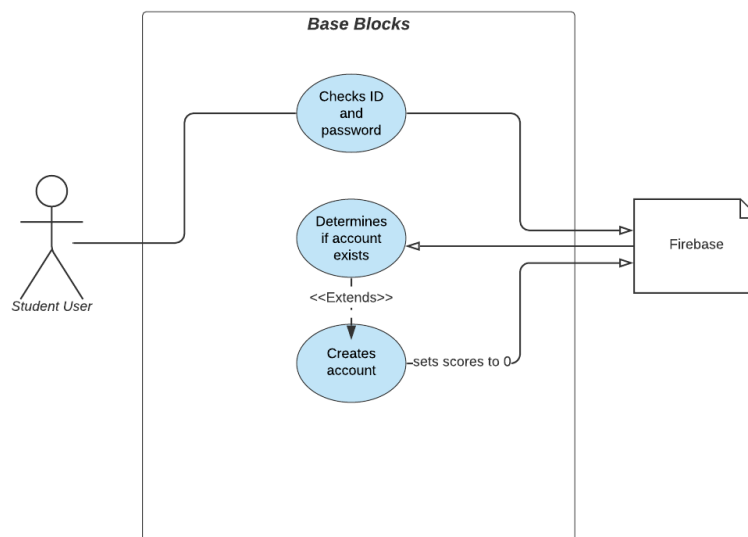 Base Blocks
Checks ID
and
password
Determines
if account
exists
Firebase
<<Extends>>
Student User
Creates
account
sets scores to 0